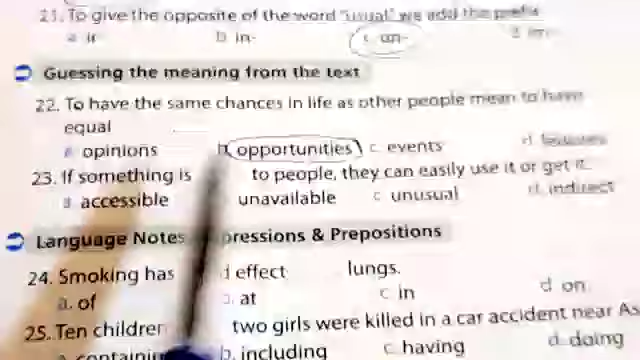 21. To give the opposite of the word "usual" we add the prefix
a. ir- b. in- c. un- d. im-
Guessing the meaning from the text
22. To have the same chances in life as other people mean to have
equal
a opinions b opportunities c. events d features
23. If something is to people, they can easily use it or get it.
a accessible unavailable c unusual d. indirect
Language Notes pressions & Prepositions
24. Smoking has d effect lungs.
a. of at c in d on
25. Ten children two girls were killed in a car accident near As
b. including c. having d. doing